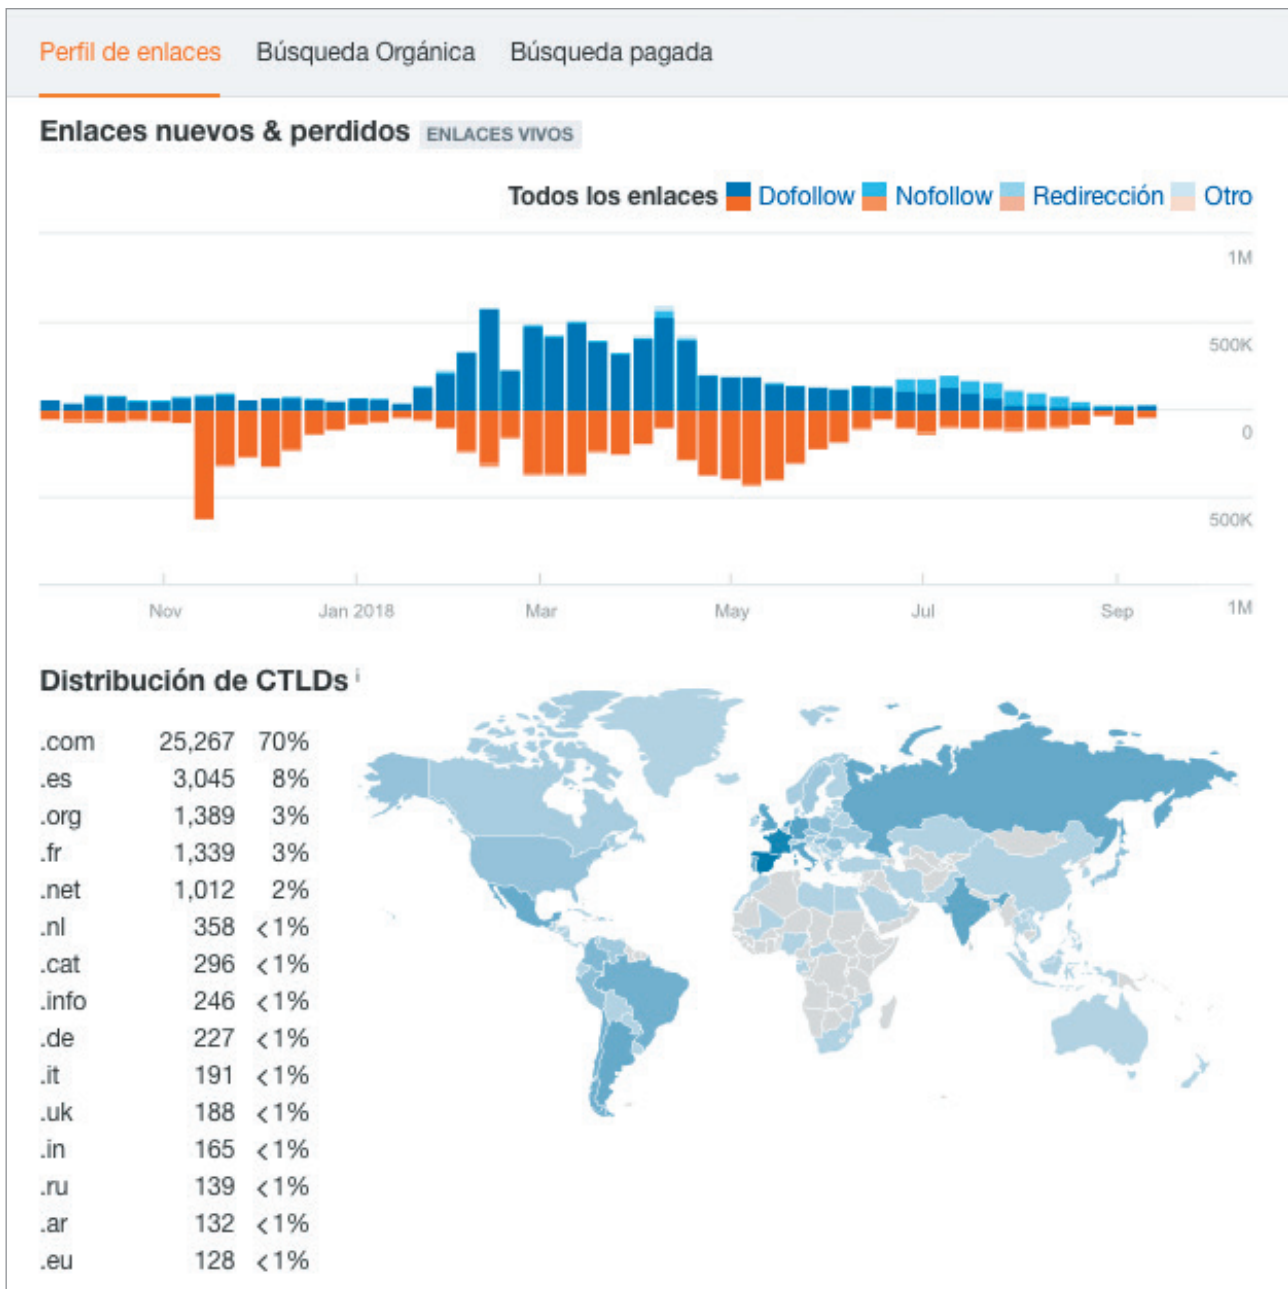 Perfil de enlaces Búsqueda Orgánica Búsqueda pagada
Enlaces nuevos & perdidos ENLACES VIVOS
Todos los enlaces Dofollow Nofollow Redirección Otro
1M
500K
0
500K
1M
Nov Jan 2018 Mar May Jul Sep
Distribución de CTLDs i
.com 25,267 70%
.es 3,045 8%
.org 1,389 3%
.fr 1,339 3%
.net 1,012 2%
.nl 358 <1%
.cat 296 <1%
.info 246 <1%
.de 227 <1%
.it 191 <1%
.uk 188 <1%
.in 165 <1%
.ru 139 <1%
.ar 132 <1%
.eu 128 <1%